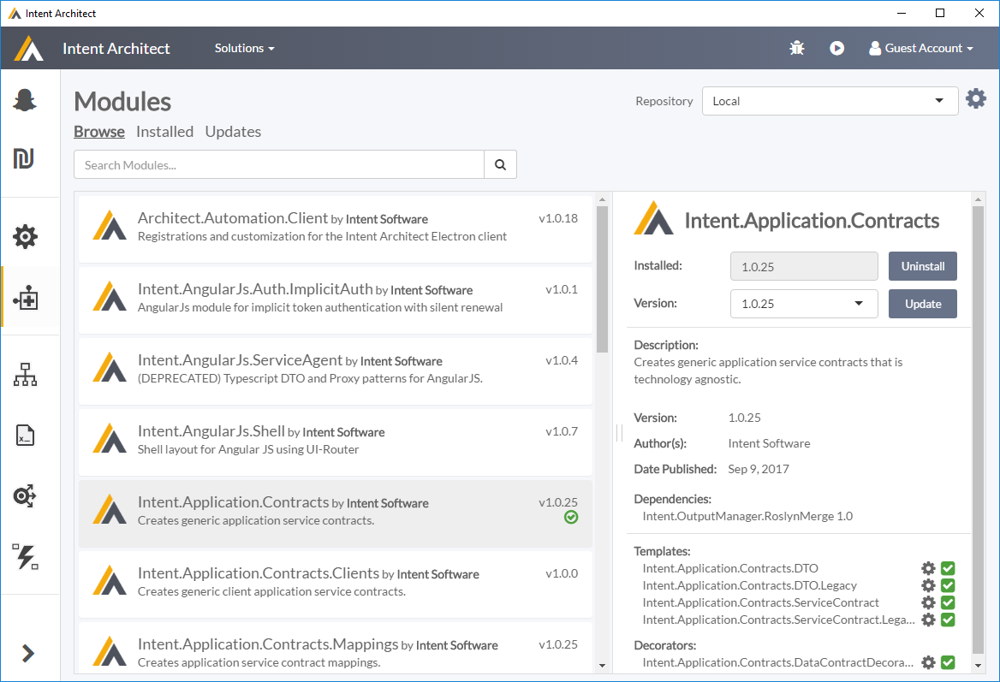 Intent Architect
Intent Architect Solutions Guest Account
Modules
Repository Local
Browse Installed Updates
Search Modules...
Architect.Automation.Client by Intent Software v1.0.18
Registrations and customization for the Intent Architect Electron client
Intent.AngularJs.Auth.ImplicitAuth by Intent Software v1.0.1
AngularJs module for implicit token authentication with silent renewal
Intent.AngularJs.ServiceAgent by Intent Software v1.0.4
(DEPRECATED) Typescript DTO and Proxy patterns for AngularJS.
Intent.AngularJs.Shell by Intent Software v1.0.7
Shell layout for Angular JS using UI-Router
Intent.Application.Contracts by Intent Software v1.0.25
Creates generic application service contracts.
Intent.Application.Contracts.Clients by Intent Software v1.0.0
Creates generic client application service contracts.
Intent.Application.Contracts.Mappings by Intent Software v1.0.25
Creates application service contract mappings.
Intent.Application.Contracts
Installed: 1.0.25 Uninstall
Version: 1.0.25 Update
Description:
Creates generic application service contracts that is
technology agnostic.
Version: 1.0.25
Author(s): Intent Software
Date Published: Sep 9, 2017
Dependencies:
Intent.OutputManager.RoslynMerge 1.0
Templates:
Intent.Application.Contracts.DTO
Intent.Application.Contracts.DTO.Legacy
Intent.Application.Contracts.ServiceContract
Intent.Application.Contracts.ServiceContract.Lega...
Decorators:
Intent.Application.Contracts.DataContractDecora...